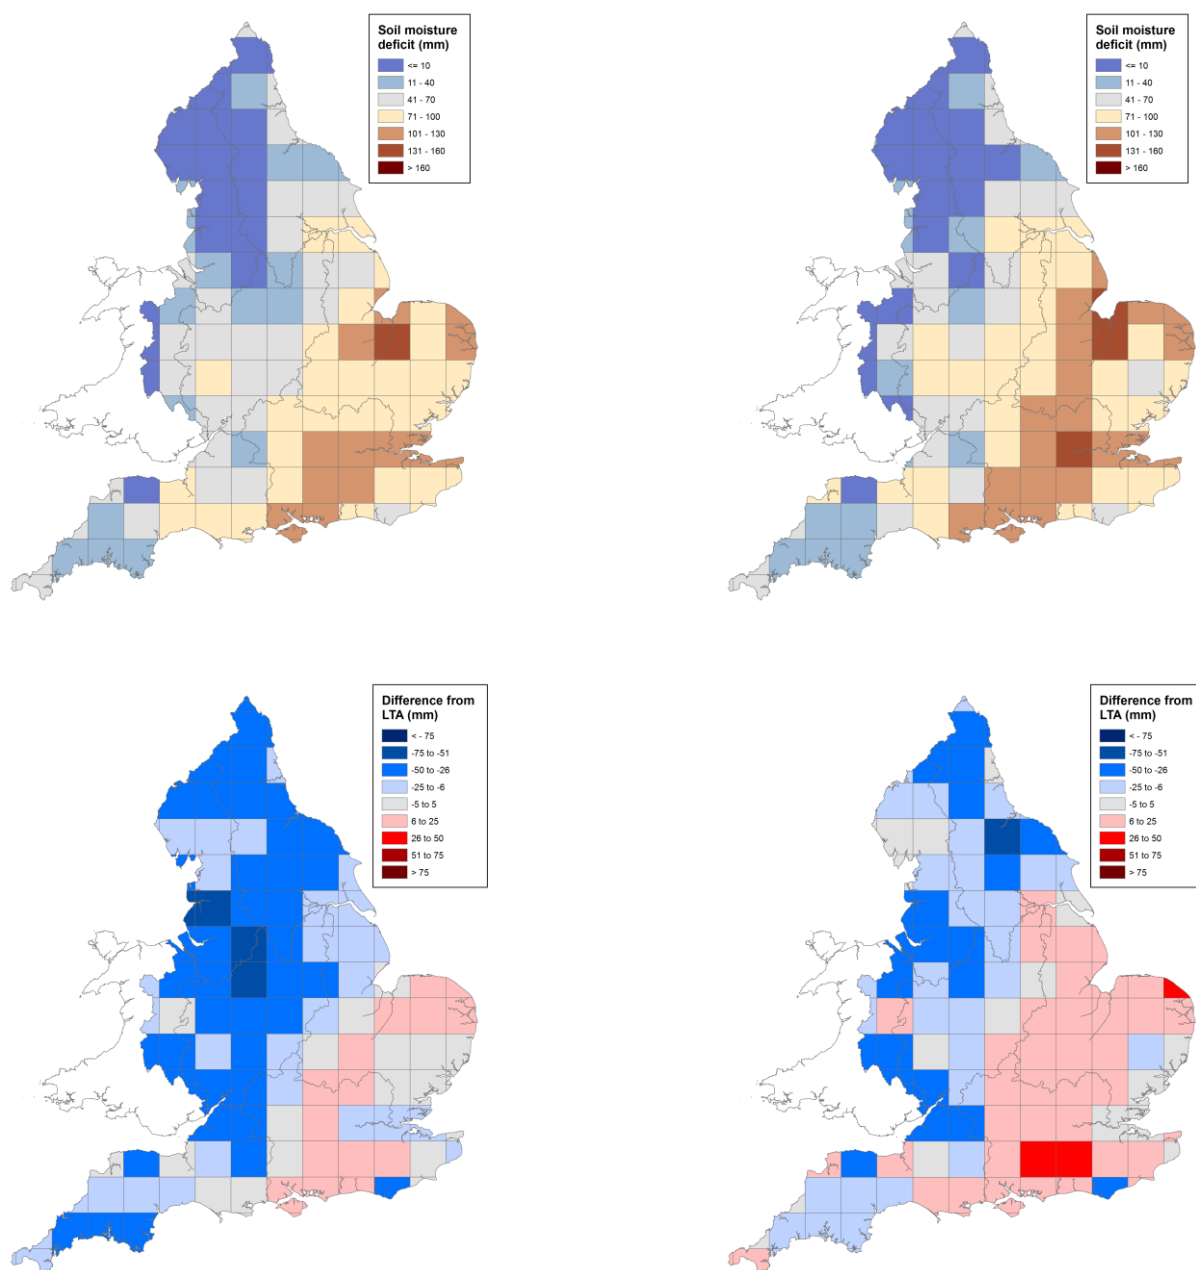 Soil moisture
deficit (mm)
<= 10
11 - 40
41 - 70
71 - 100
101 - 130
131 - 160
> 160
Soil moisture
deficit (mm)
<= 10
11 - 40
41 - 70
71 - 100
101 - 130
131 - 160
> 160
Difference from
LTA (mm)
< - 75
-75 to -51
-50 to -26
-25 to -6
-5 to 5
6 to 25
26 to 50
51 to 75
> 75
Difference from
LTA (mm)
< - 75
-75 to -51
-50 to -26
-25 to -6
-5 to 5
6 to 25
26 to 50
51 to 75
> 75